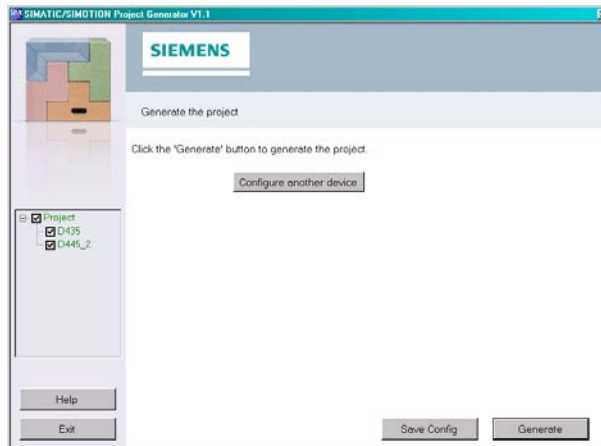 SIMATIC/SIMOTION Project Generator V1.1
SIEMENS
Generate the project
Click the 'Generate' button to generate the project.
Configure another device
Project
D435
D445_2
Help
Exit
Save Config
Generate